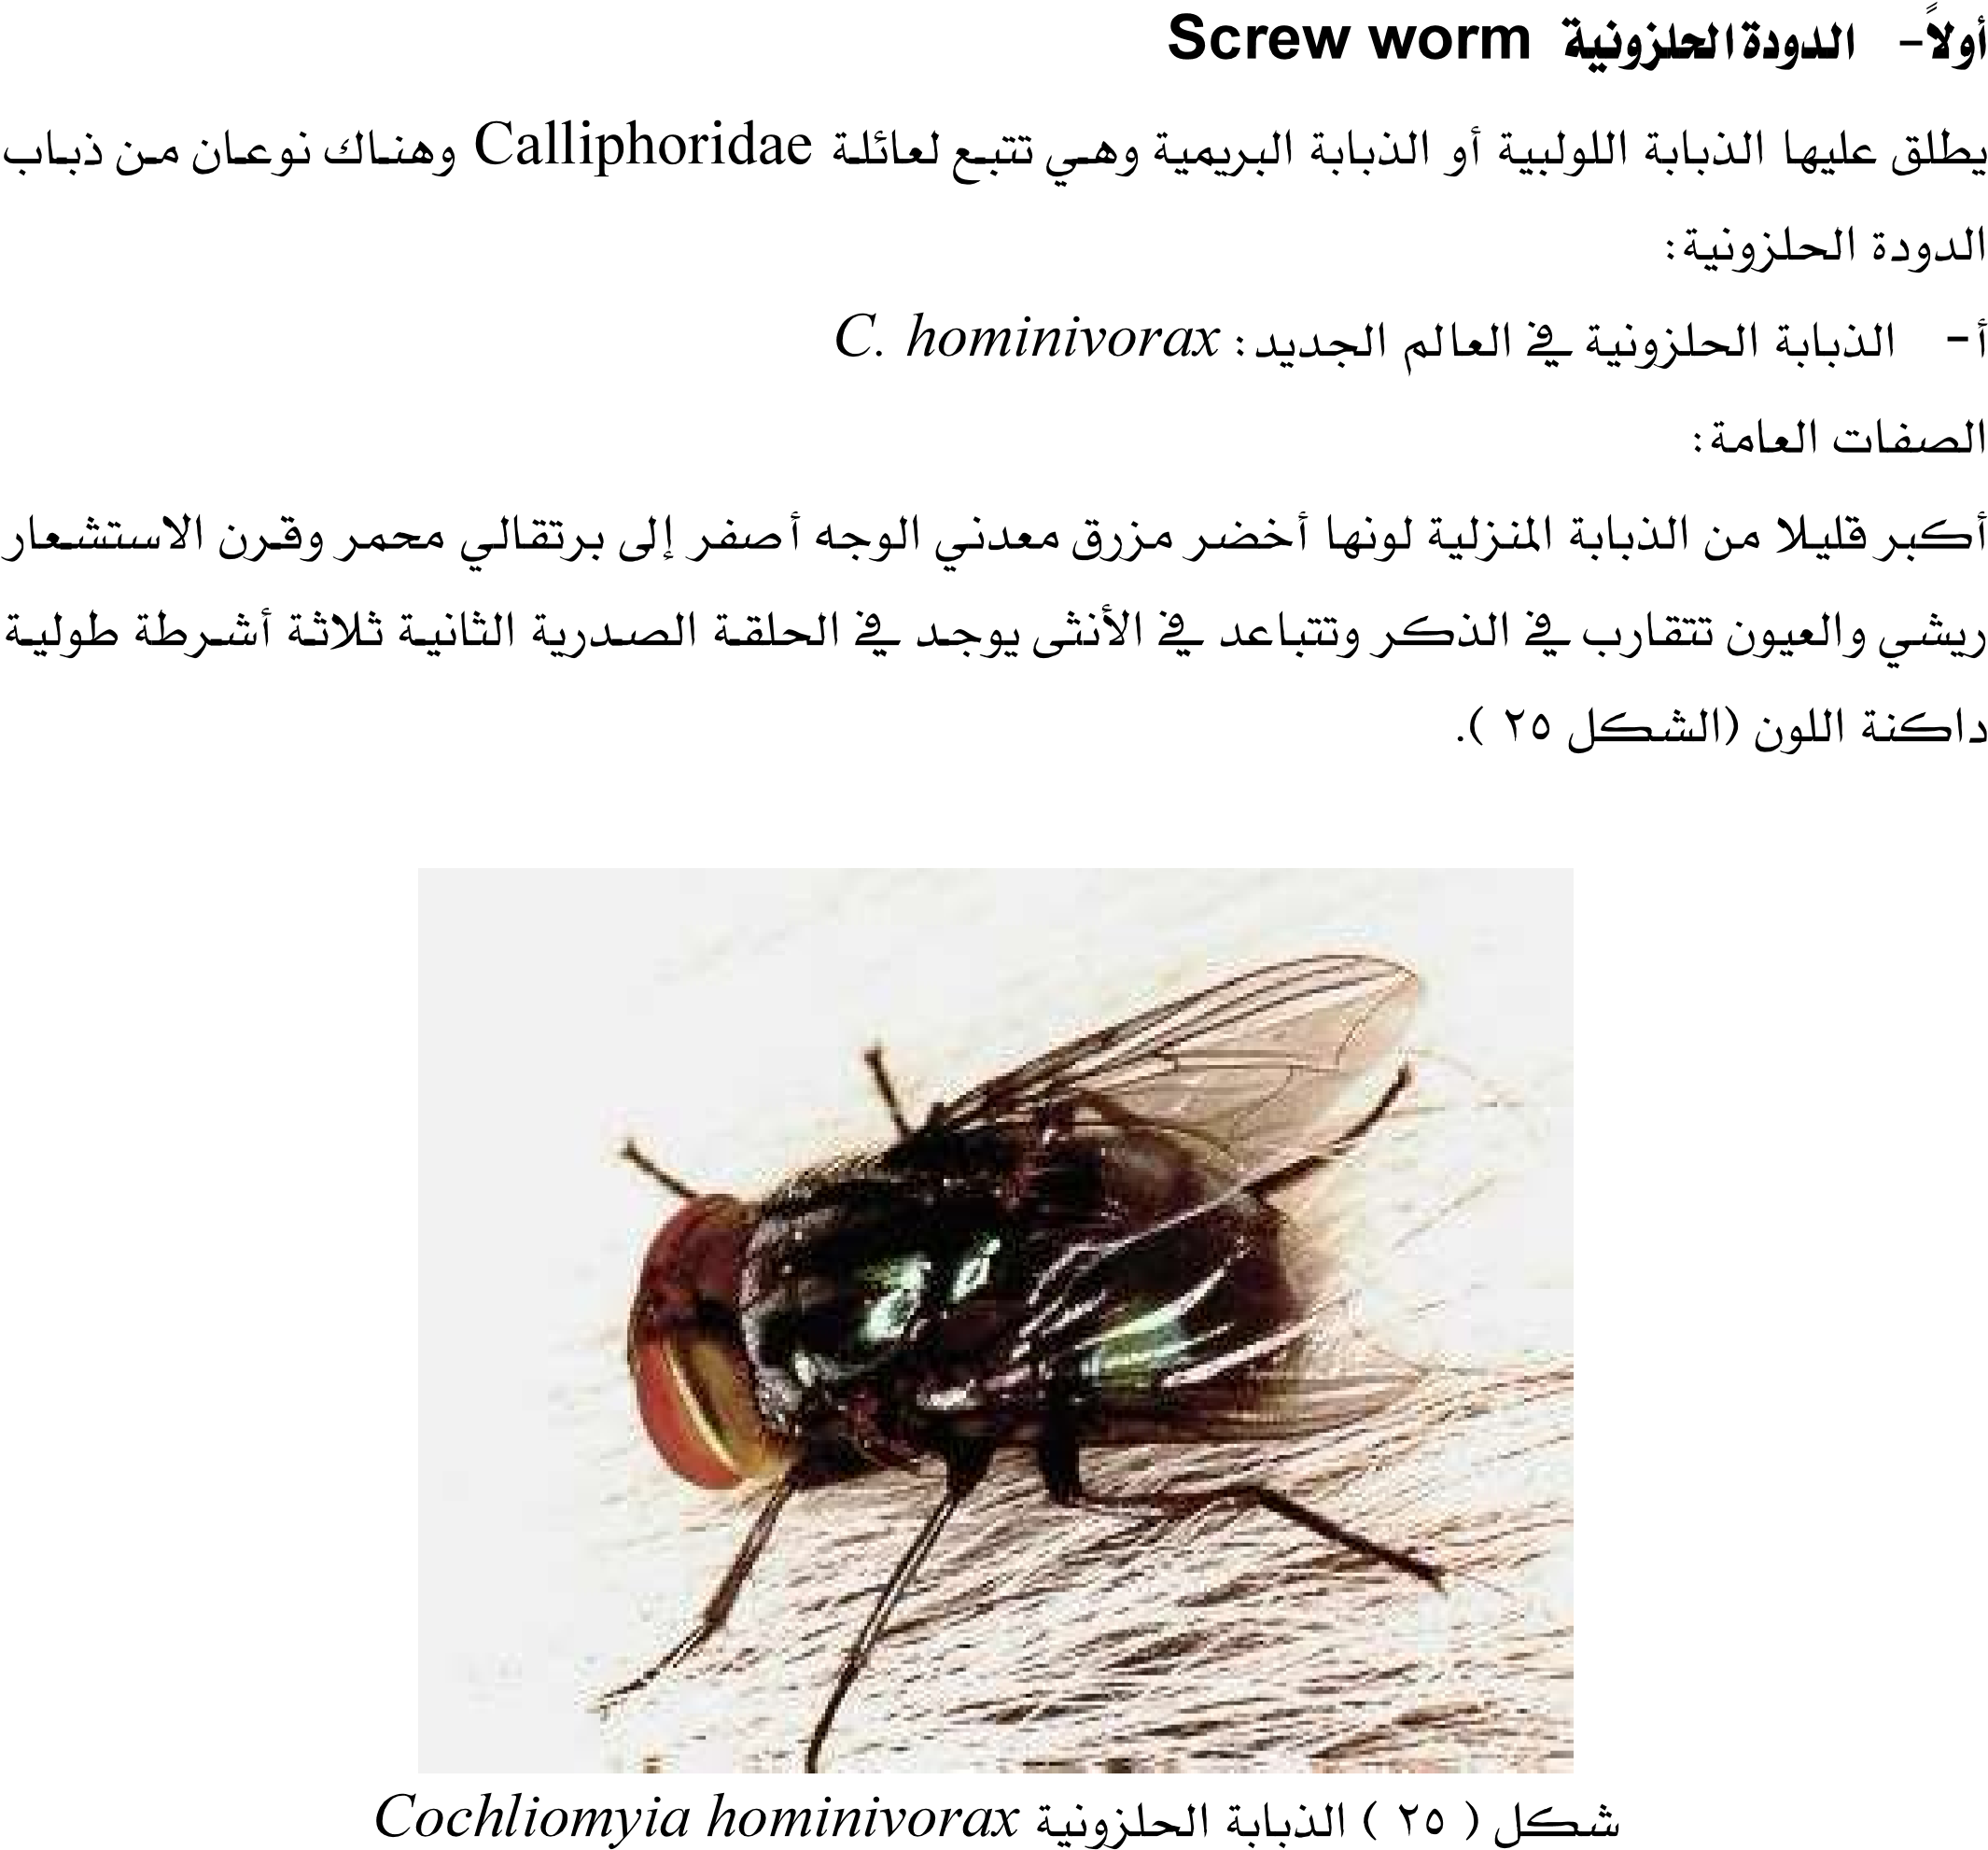 أولاً- الدودة الحلزونية Screw worm
يطلق عليها الذبابة اللولبية أو الذبابة البريمية وهي تتبع لعائلة Calliphoridae وهناك نوعان من ذباب
الدودة الحلزونية:
أ- الذبابة الحلزونية في العالم الجديد: C. hominivorax
الصفات العامة:
أكبر قليلا من الذبابة المنزلية لونها أخضر مزرق معدني الوجه أصفر إلى برتقالي محمر وقرن الاستشعار
ريشي والعيون تتقارب في الذكر وتتباعد في الأنثى يوجد في الحلقة الصدرية الثانية ثلاثة أشرطة طولية
داكنة اللون (الشكل ٢٥ ).
شكل ( ٢٥ ) الذبابة الحلزونية Cochliomyia hominivorax